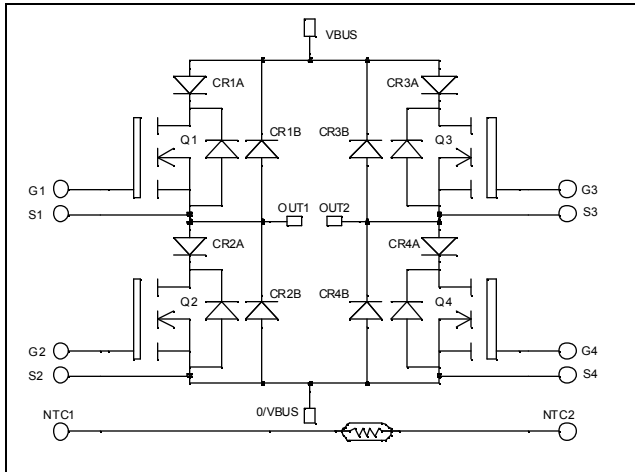 VBUS
CR1A
CR3A
Q1
CR1B
CR3B
Q3
G1
G3
S1
OUT1
OUT2
S3
CR2A
CR4A
Q2
CR2B
CR4B
Q4
G2
G4
S2
S4
0/VBUS
NTC1
NTC2